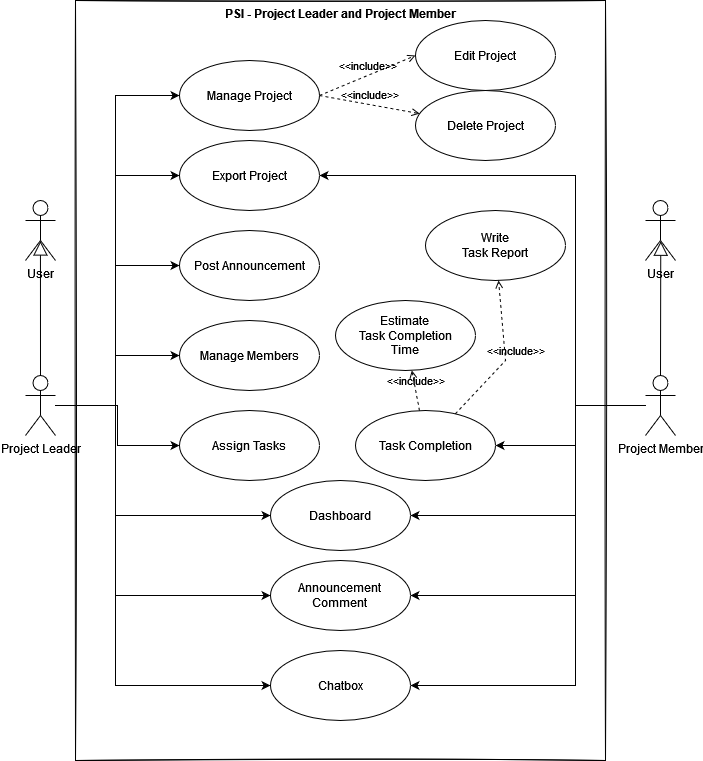 PSI - Project Leader and Project Member
Edit Project
<<include>>
Manage Project
<<include>>
Delete Project
Export Project
Write
Task Report
User
Post Announcement
User
Estimate
Task Completion
Time
Manage Members
<<include>>
<<include>>
Project Leader
Assign Tasks
Task Completion
Project Member
Dashboard
Announcement
Comment
Chatbox